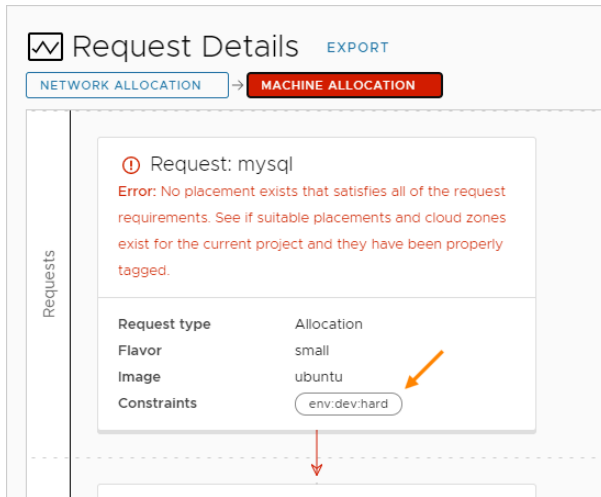 Request Details EXPORT
NETWORK ALLOCATION → MACHINE ALLOCATION
Requests
Request: mysql
Error: No placement exists that satisfies all of the request
requirements. See if suitable placements and cloud zones
exist for the current project and they have been properly
tagged.
Request type Allocation
Flavor small
Image ubuntu
Constraints env:dev:hard